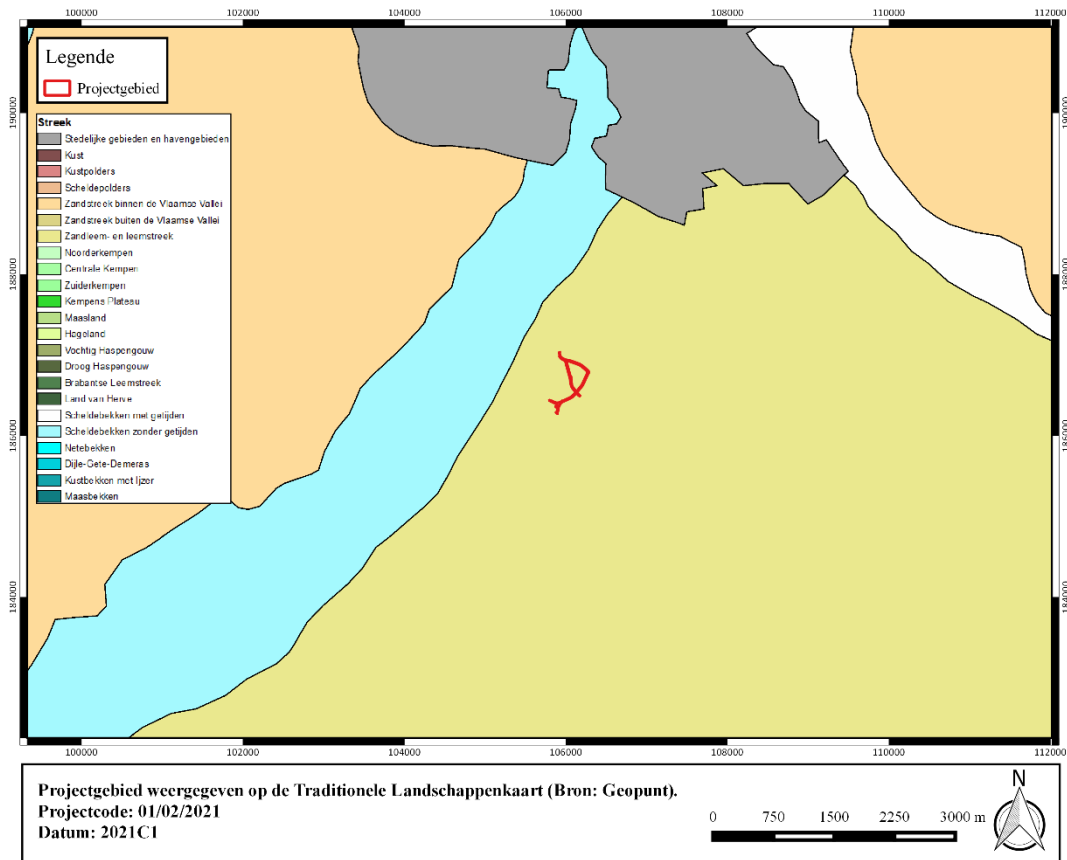 100000 102000 104000 106000 108000 110000 112000
Legende
Projectgebied
Streek
Stedelijke gebieden en havengebieden
Kust
Kustpolders
Scheldepolders
Zandstreek binnen de Vlaamse Vallei
Zandstreek buiten de Vlaamse Vallei
Zandleem- en leemstreek
Noorderkempen
Centrale Kempen
Zuiderkempen
Kempens Plateau
Maasland
Hageland
Vochtig Haspengouw
Droog Haspengouw
Brabantse Leemstreek
Land van Herve
Scheldebekken met getijden
Scheldebekken zonder getijden
Netebekken
Dijle-Gete-Demeras
Kustbekken met Ijzer
Maasbekken
190000 190000
188000 188000
186000 186000
184000 184000
100000 102000 104000 106000 108000 110000 112000
Projectgebied weergegeven op de Traditionele Landschappenkaart (Bron: Geopunt).
Projectcode: 01/02/2021
Datum: 2021C1
0 750 1500 2250 3000 m
N